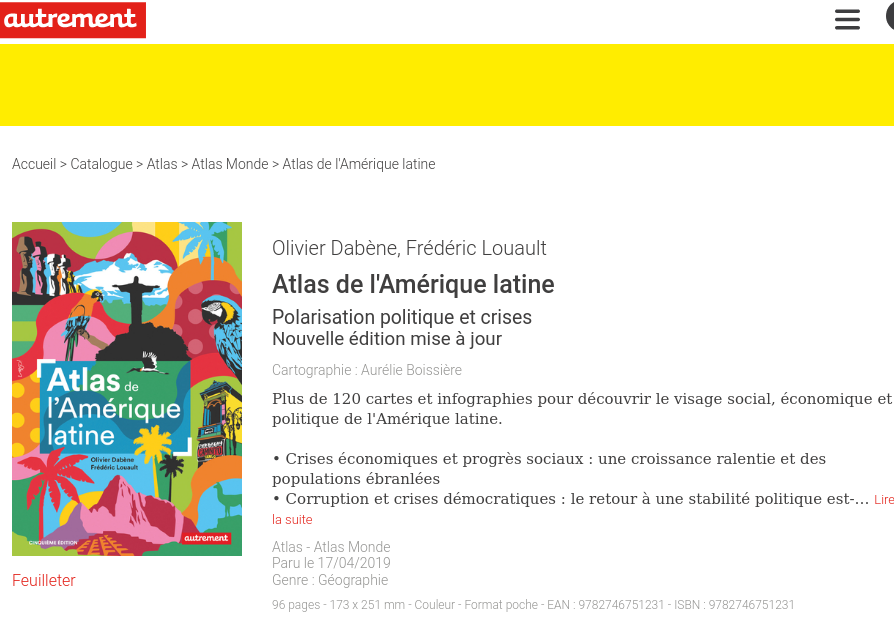 autrement
Accueil > Catalogue > Atlas > Atlas Monde > Atlas de l'Amérique latine
Olivier Dabène, Frédéric Louault
Atlas de l'Amérique latine
Polarisation politique et crises
Nouvelle édition mise à jour
Cartographie : Aurélie Boissière
Plus de 120 cartes et infographies pour découvrir le visage social, économique et
politique de l'Amérique latine.
• Crises économiques et progrès sociaux : une croissance ralentie et des
populations ébranlées
• Corruption et crises démocratiques : le retour à une stabilité politique est-... Lire
la suite
Atlas - Atlas Monde
Paru le 17/04/2019
Genre : Géographie
96 pages - 173 x 251 mm - Couleur - Format poche - EAN : 9782746751231 - ISBN : 9782746751231
Atlas de
l'Amérique
latine
Olivier Dabène
Frédéric Louault
CINQUIÈME ÉDITION
autrement
Feuilleter